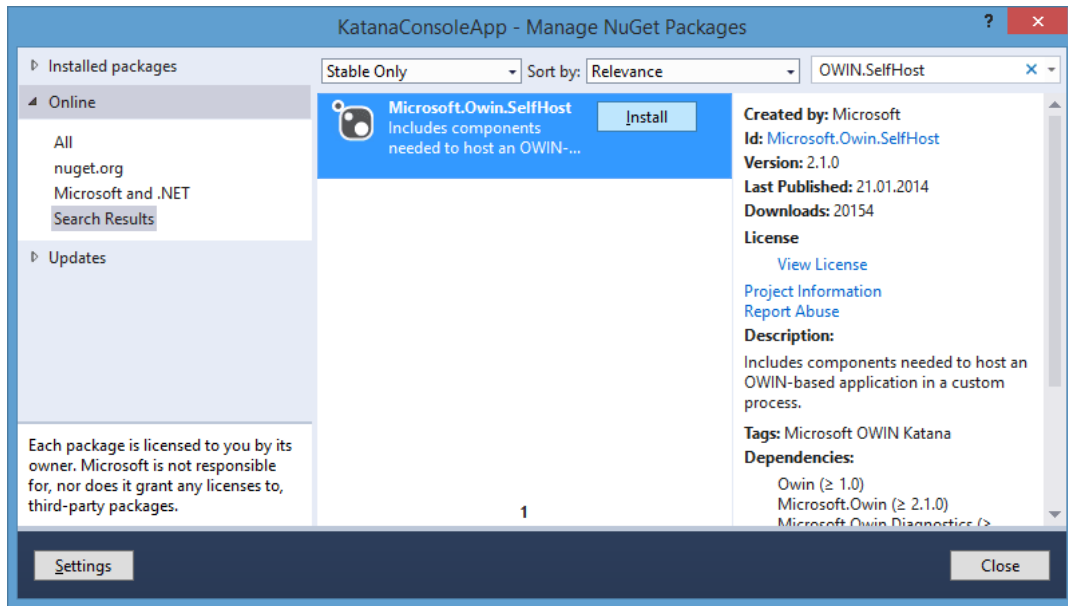 KatanaConsoleApp - Manage NuGet Packages
?
Installed packages
Online
All
nuget.org
Microsoft and .NET
Search Results
Updates
Each package is licensed to you by its
owner. Microsoft is not responsible
for, nor does it grant any licenses to,
third-party packages.
Stable Only
Sort by: Relevance
OWIN.SelfHost
Microsoft.Owin.SelfHost
Includes components
needed to host an OWIN-...
Install
1
Created by: Microsoft
Id: Microsoft.Owin.SelfHost
Version: 2.1.0
Last Published: 21.01.2014
Downloads: 20154
License
View License
Project Information
Report Abuse
Description:
Includes components needed to host an
OWIN-based application in a custom
process.
Tags: Microsoft OWIN Katana
Dependencies:
Owin (≥ 1.0)
Microsoft.Owin (≥ 2.1.0)
Microsoft.Owin.Diagnostics (≥
Settings
Close